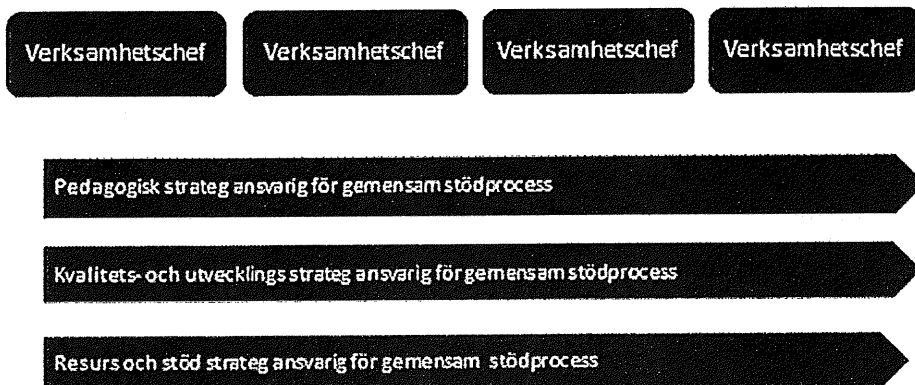 Verksamhetschef Verksamhetschef Verksamhetschef Verksamhetschef
Pedagogisk strateg ansvarig för gemensam stödprocess
Kvalitets- och utvecklings strateg ansvarig för gemensam stödprocess
Resurs och stöd strateg ansvarig för gemensam stödprocess